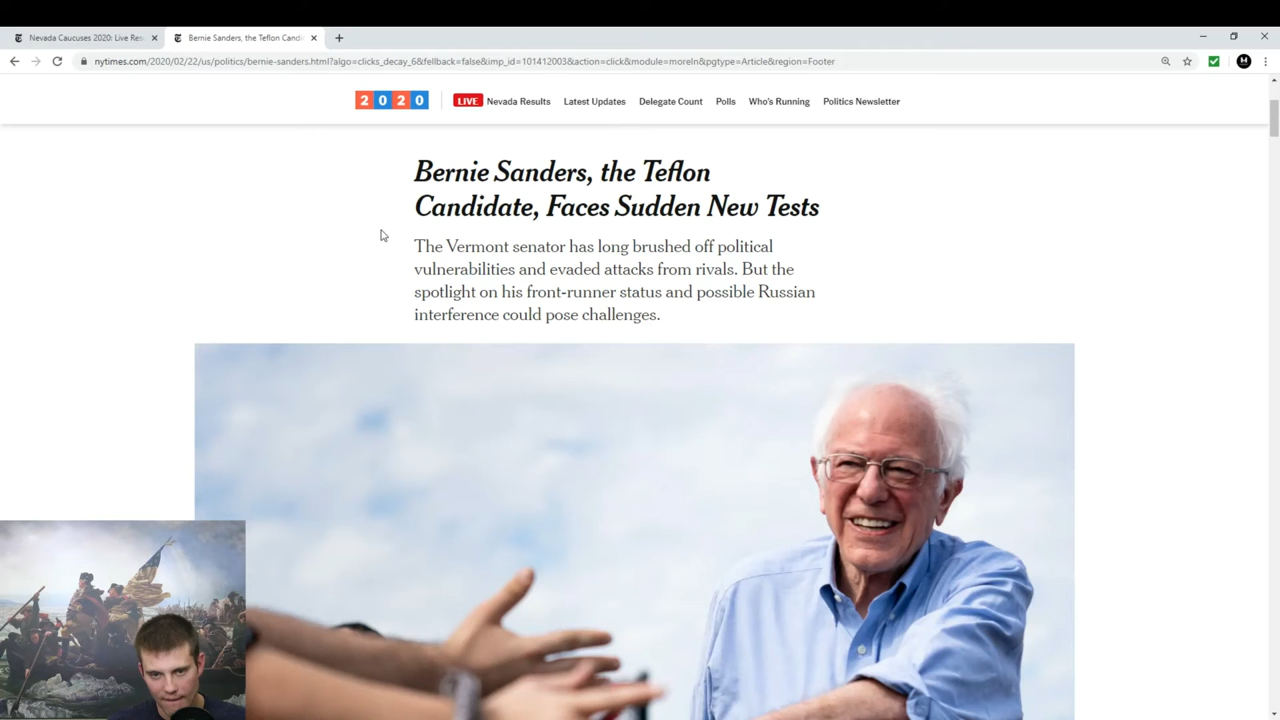 Nevada Caucuses 2020: Live Res
Bernie Sanders, the Teflon Candi
nytimes.com/2020/02/22/us/politics/bernie-sanders.html?algo=clicks_decay_6&fellback=false&imp_id=101412003&action=click&module=moreIn&pgtype=Article&region=Footer
2020
LIVE Nevada Results Latest Updates Delegate Count Polls Who's Running Politics Newsletter
Bernie Sanders, the Teflon
Candidate, Faces Sudden New Tests
The Vermont senator has long brushed off political
vulnerabilities and evaded attacks from rivals. But the
spotlight on his front-runner status and possible Russian
interference could pose challenges.